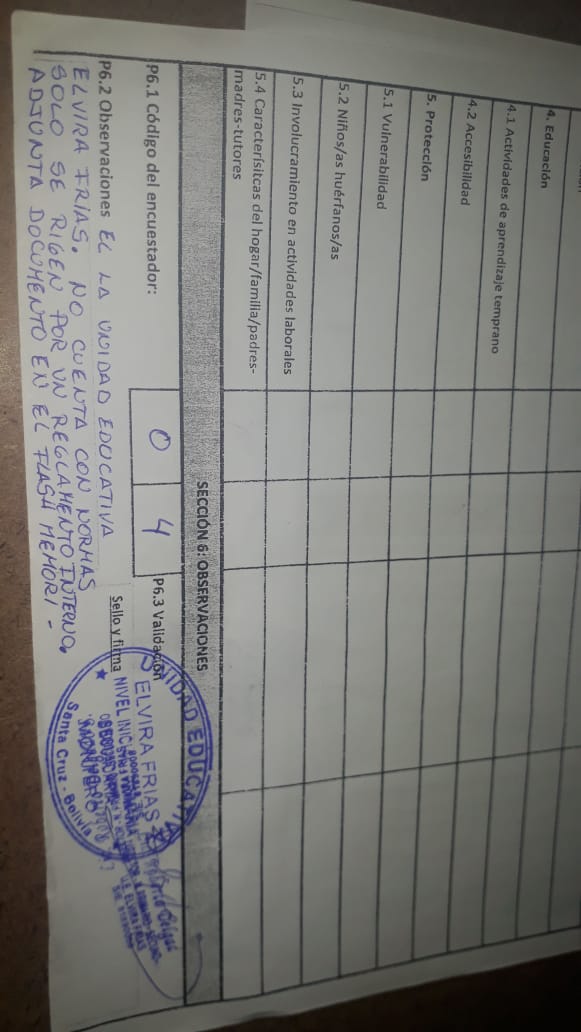 4. Educación
4.1 Actividades de aprendizaje temprano
4.2 Accesibilidad
5. Protección
5.1 Vulnerabilidad
5.2 Niños/as huérfanos/as
5.3 Involucramiento en actividades laborales
5.4 Caracterísitcas del hogar/familia/padres-
madres-tutores
SECCIÓN 6: OBSERVACIONES
P6.1 Código del encuestador:
0 4
P6.3 Validación
Sello y firma
P6.2 Observaciones EL LA UNIDAD EDUCATIVA
ELVIRA FRIAS. NO CUENTA CON NORMAS
SOLO SE RIGEN POR UN REGLAMENTO INTERNO.
ADJUNTA DOCUMENTO EN EL FLASH MEMORI -
UNIDAD EDUCATIVA
ELVIRA FRIAS
NIVEL INICIAL
Santa Cruz - Bolivia